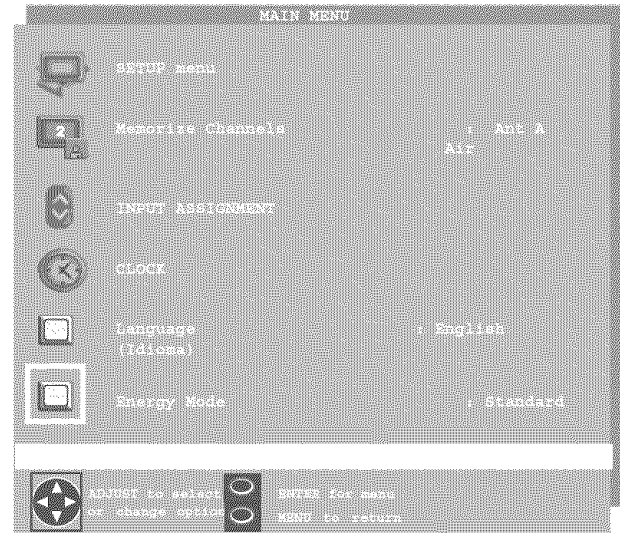 MAIN MENU
SETUP menu
2
Memorize Channels : Ant A
Air
INPUT ASSIGNMENT
CLOCK
Language : English
(Idioma)
Energy Mode : Standard
ADJUST to select ENTER for menu
or change option MENU to return